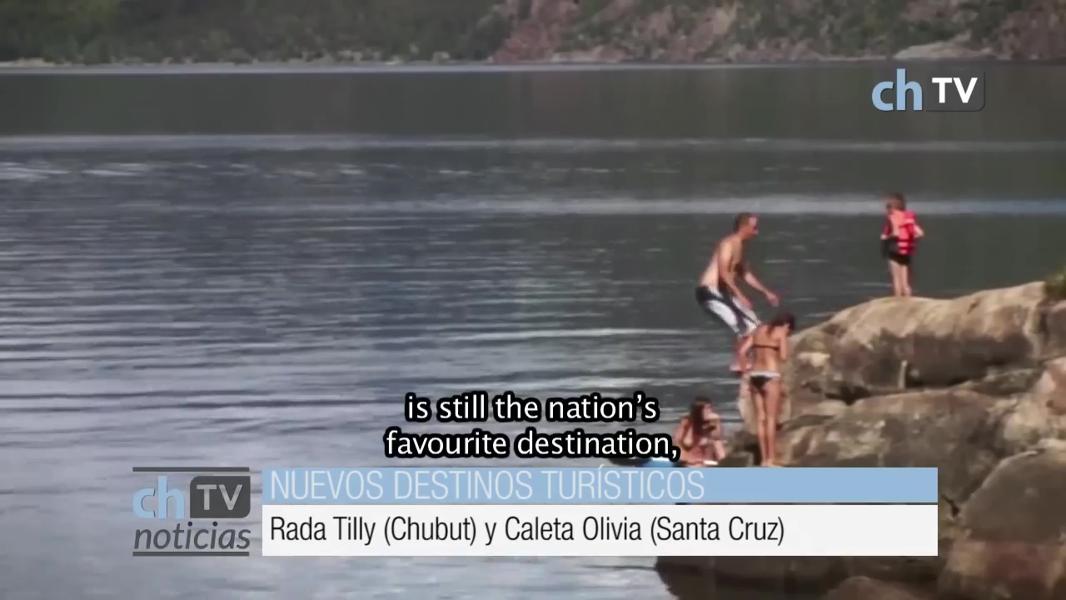 ch TV
is still the nation's
favourite destination,
ch TV
noticias
NUEVOS DESTINOS TURÍSTICOS
Rada Tilly (Chubut) y Caleta Olivia (Santa Cruz)